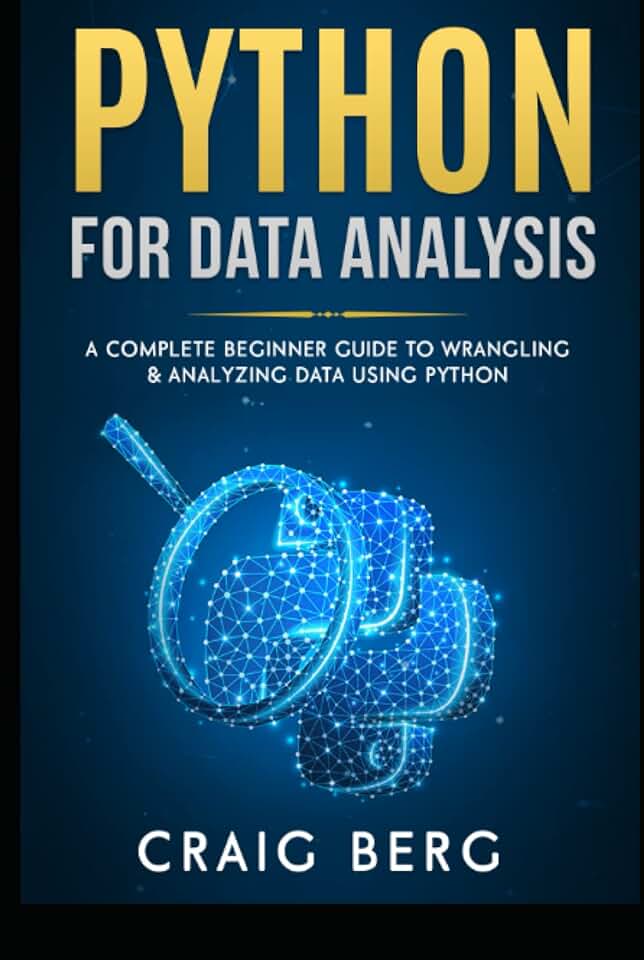 PYTHON
FOR DATA ANALYSIS
A COMPLETE BEGINNER GUIDE TO WRANGLING
& ANALYZING DATA USING PYTHON
CRAIG BERG